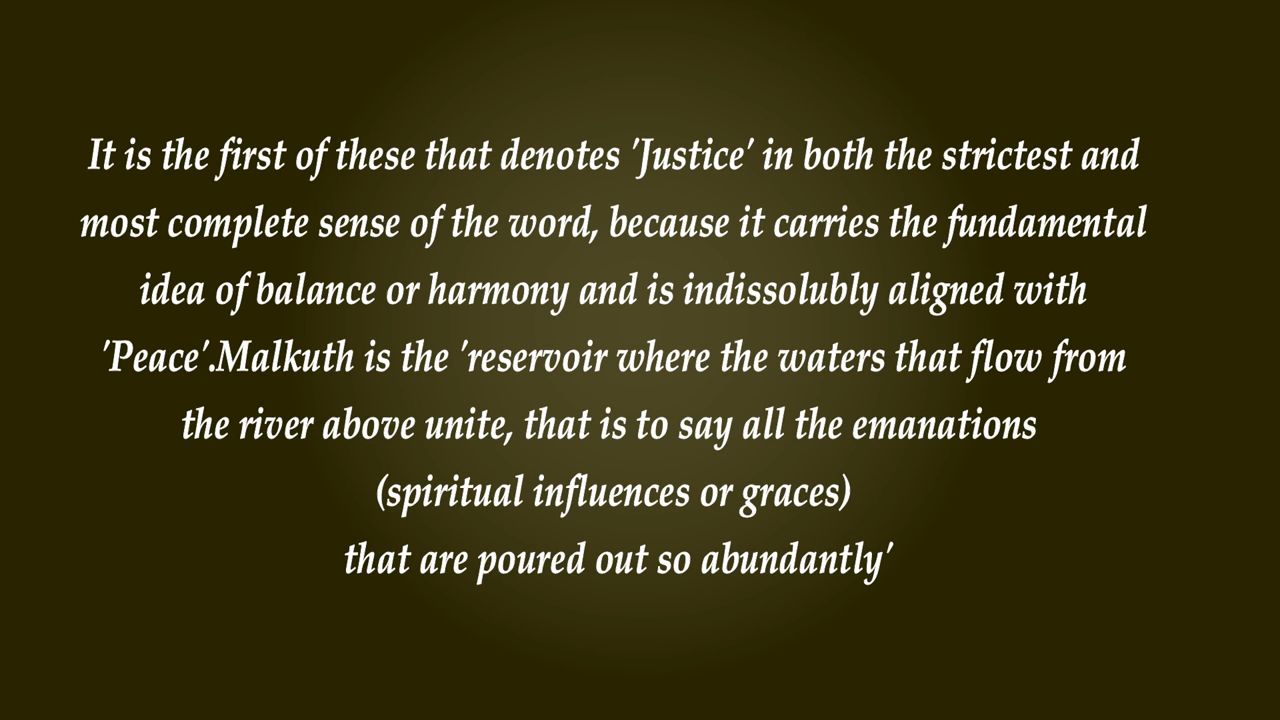 It is the first of these that denotes 'Justice' in both the strictest and
most complete sense of the word, because it carries the fundamental
idea of balance or harmony and is indissolubly aligned with
'Peace'.Malkuth is the 'reservoir where the waters that flow from
the river above unite, that is to say all the emanations
(spiritual influences or graces)
that are poured out so abundantly'